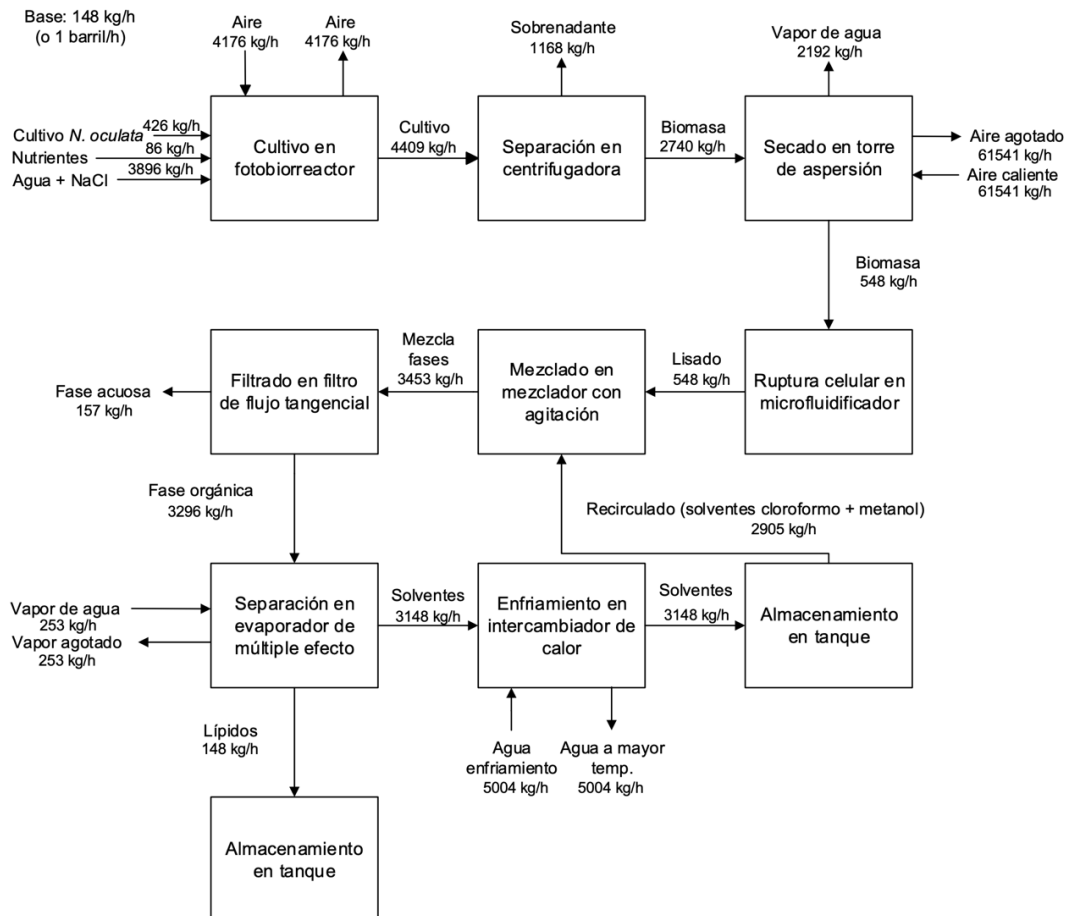 Base: 148 kg/h
(o 1 barril/h)
Aire
4176 kg/h
Aire
4176 kg/h
Sobrenadante
1168 kg/h
Vapor de agua
2192 kg/h
Cultivo N. oculata
426 kg/h
Nutrientes
86 kg/h
Agua + NaCl
3896 kg/h
Cultivo en
fotobiorreactor
Cultivo
4409 kg/h
Separación en
centrifugadora
Biomasa
2740 kg/h
Secado en torre
de aspersión
Aire agotado
61541 kg/h
Aire caliente
61541 kg/h
Biomasa
548 kg/h
Fase acuosa
157 kg/h
Filtrado en filtro
de flujo tangencial
Mezcla
fases
3453 kg/h
Mezclado en
mezclador con
agitación
Lisado
548 kg/h
Ruptura celular en
microfluidificador
Fase orgánica
3296 kg/h
Recirculado (solventes cloroformo + metanol)
2905 kg/h
Vapor de agua
253 kg/h
Vapor agotado
253 kg/h
Separación en
evaporador de
múltiple efecto
Solventes
3148 kg/h
Enfriamiento en
intercambiador de
calor
Solventes
3148 kg/h
Almacenamiento
en tanque
Lípidos
148 kg/h
Agua
enfriamiento
5004 kg/h
Agua a mayor
temp.
5004 kg/h
Almacenamiento
en tanque